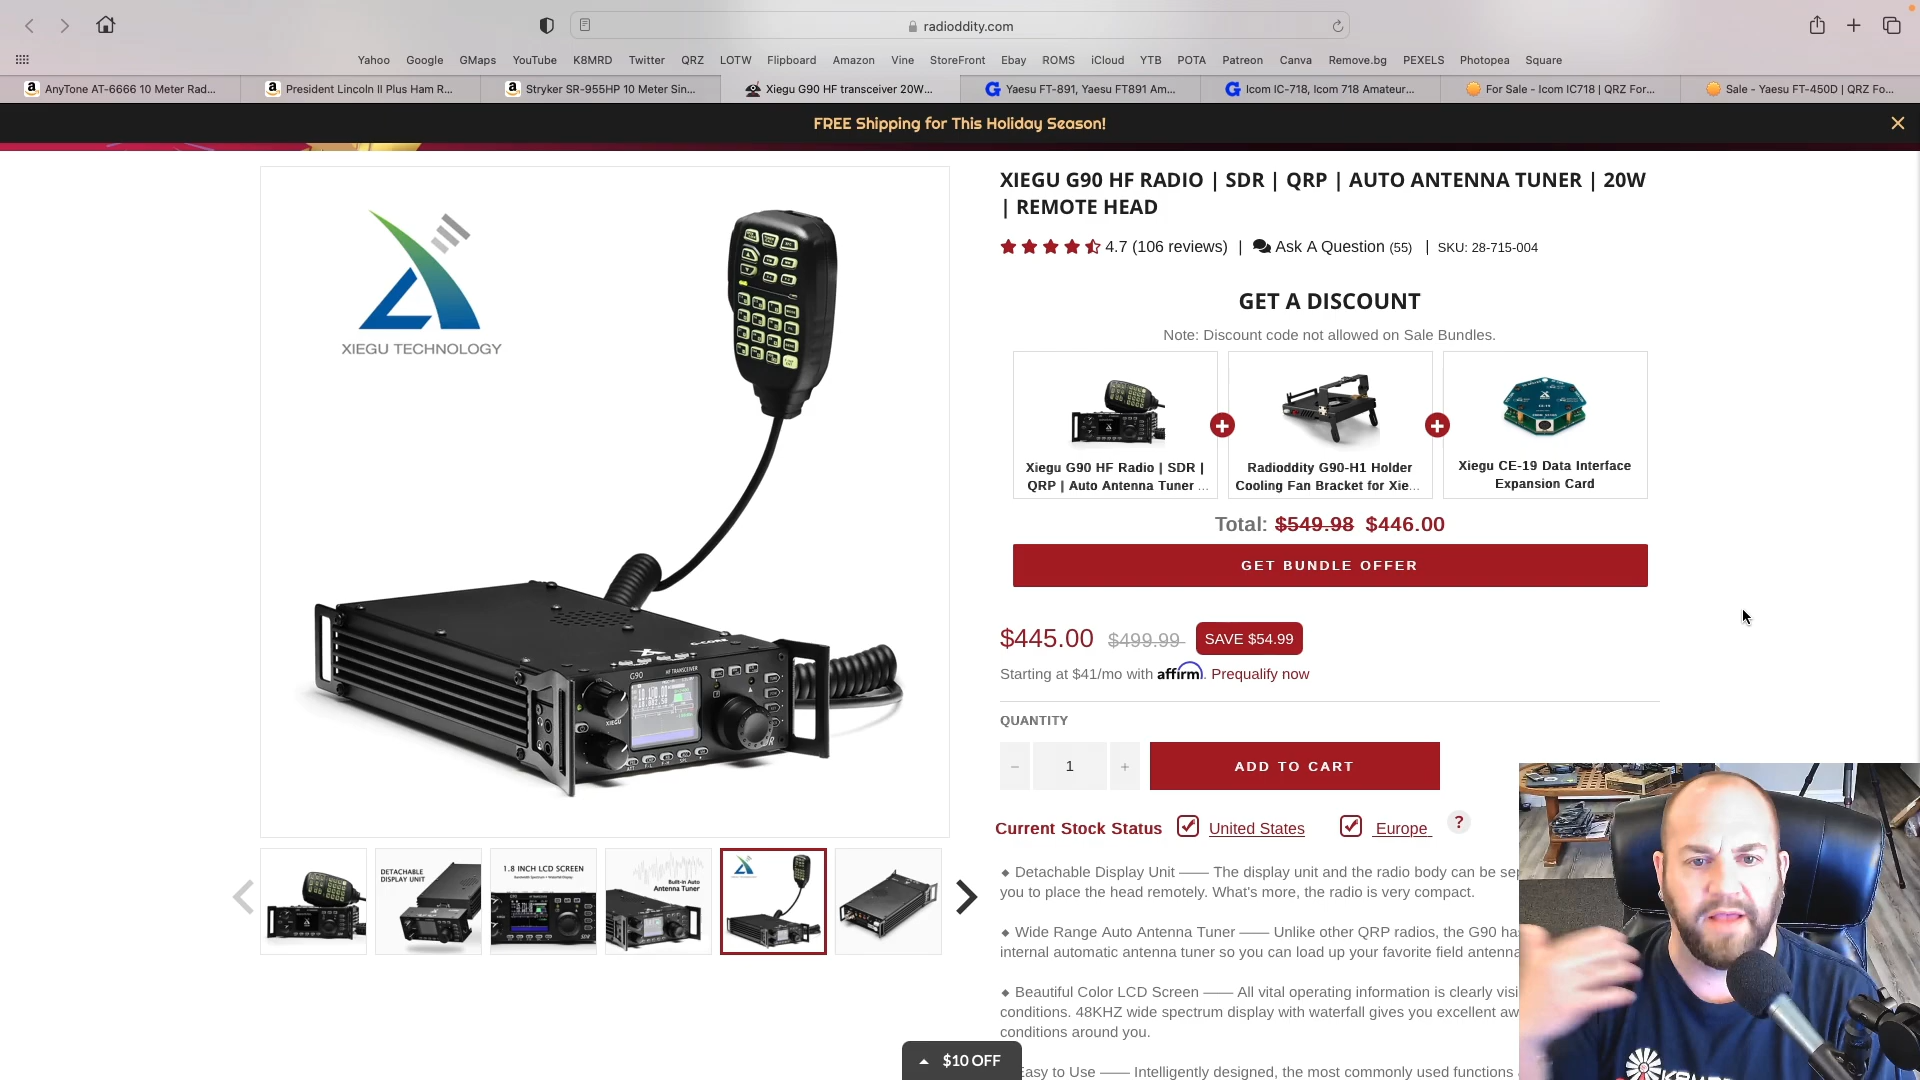 radioddity.com
Yahoo Google GMaps YouTube K8MRD Twitter QRZ LOTW Flipboard Amazon Vine StoreFront Ebay ROMS iCloud YTB POTA Patreon Canva Remove.bg PEXELS Photopea Square
AnyTone AT-6666 10 Meter Rad...
President Lincoln II Plus Ham R...
Stryker SR-955HP 10 Meter Sin...
Xiegu G90 HF transceiver 20W...
Yaesu FT-891, Yaesu FT891 Am...
Icom IC-718, Icom 718 Amateur...
For Sale - Icom IC718 | QRZ For...
Sale - Yaesu FT-450D | QRZ Fo...
FREE Shipping for This Holiday Season!
XIEGU TECHNOLOGY
G90 HF TRANSCEIVER
XIEGU
XIEGU G90 HF RADIO | SDR | QRP | AUTO ANTENNA TUNER | 20W
| REMOTE HEAD
4.7 (106 reviews) | Ask A Question (55) | SKU: 28-715-004
GET A DISCOUNT
Note: Discount code not allowed on Sale Bundles.
Xiegu G90 HF Radio | SDR |
QRP | Auto Antenna Tuner ...
Radioddity G90-H1 Holder
Cooling Fan Bracket for Xie...
Xiegu CE-19 Data Interface
Expansion Card
Total: $549.98 $446.00
GET BUNDLE OFFER
$445.00 $499.99 SAVE $54.99
Starting at $41/mo with affirm. Prequalify now
QUANTITY
− 1 + ADD TO CART
Current Stock Status United States Europe ?
⬥ Detachable Display Unit —— The display unit and the radio body can be se
you to place the head remotely. What's more, the radio is very compact.
⬥ Wide Range Auto Antenna Tuner —— Unlike other QRP radios, the G90 ha
internal automatic antenna tuner so you can load up your favorite field antenna
⬥ Beautiful Color LCD Screen —— All vital operating information is clearly visi
conditions. 48KHZ wide spectrum display with waterfall gives you excellent aw
conditions around you.
Easy to Use —— Intelligently designed, the most commonly used functions
DETACHABLE
DISPLAY UNIT
1.8 INCH LCD SCREEN
Built-in Auto
Antenna Tuner
$10 OFF